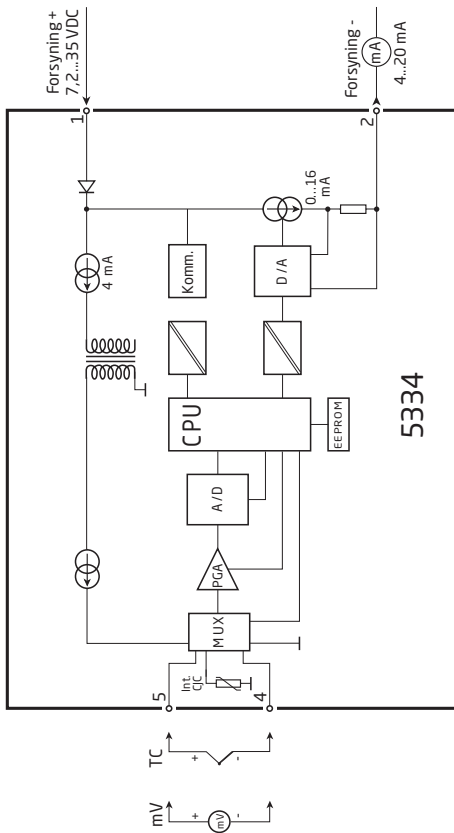 Forsyning +
7,2...35 VDC
Forsyning -
mA
4...20 mA
1
2
4 mA
0...16
mA
Komm.
D/A
CPU
EEPROM
A/D
PGA
MUX
Int.
CJC
5
4
TC
+
-
mV
+
mV
-
5334